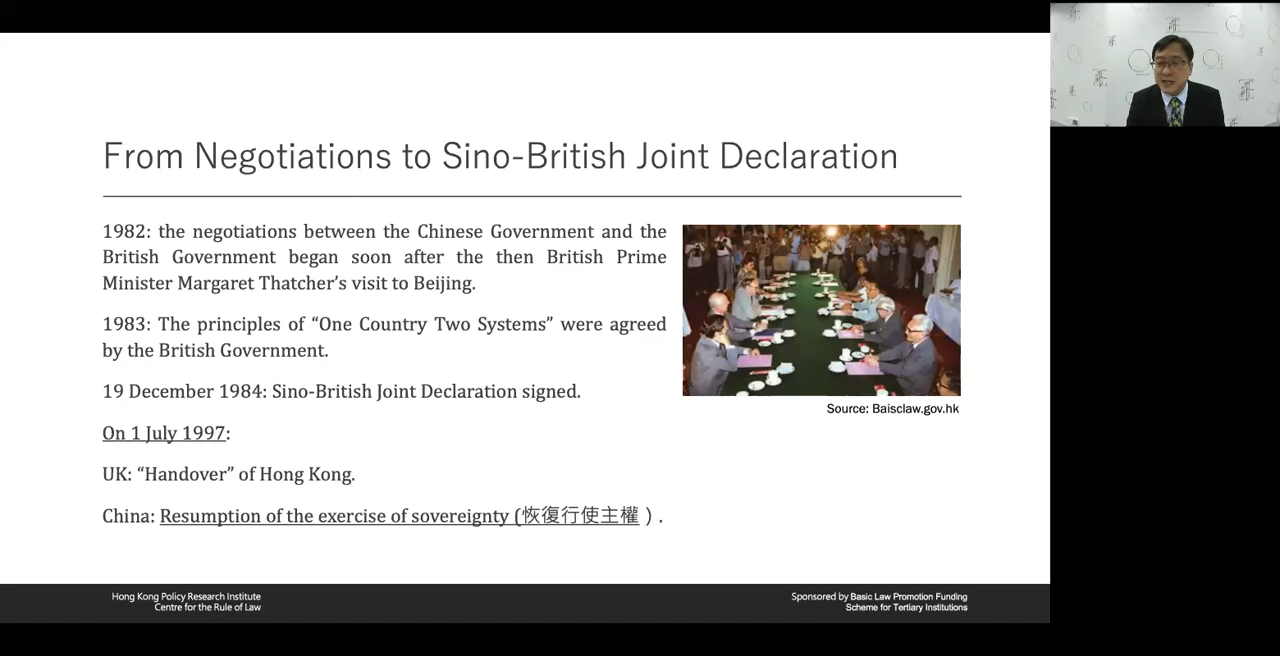 From Negotiations to Sino-British Joint Declaration
1982: the negotiations between the Chinese Government and the
British Government began soon after the then British Prime
Minister Margaret Thatcher’s visit to Beijing.
1983: The principles of “One Country Two Systems” were agreed
by the British Government.
19 December 1984: Sino-British Joint Declaration signed.
On 1 July 1997:
UK: “Handover” of Hong Kong.
China: Resumption of the exercise of sovereignty (恢復行使主權 ) .
Source: Baisclaw.gov.hk
Hong Kong Policy Research Institute
Centre for the Rule of Law
Sponsored by Basic Law Promotion Funding
Scheme for Tertiary Institutions